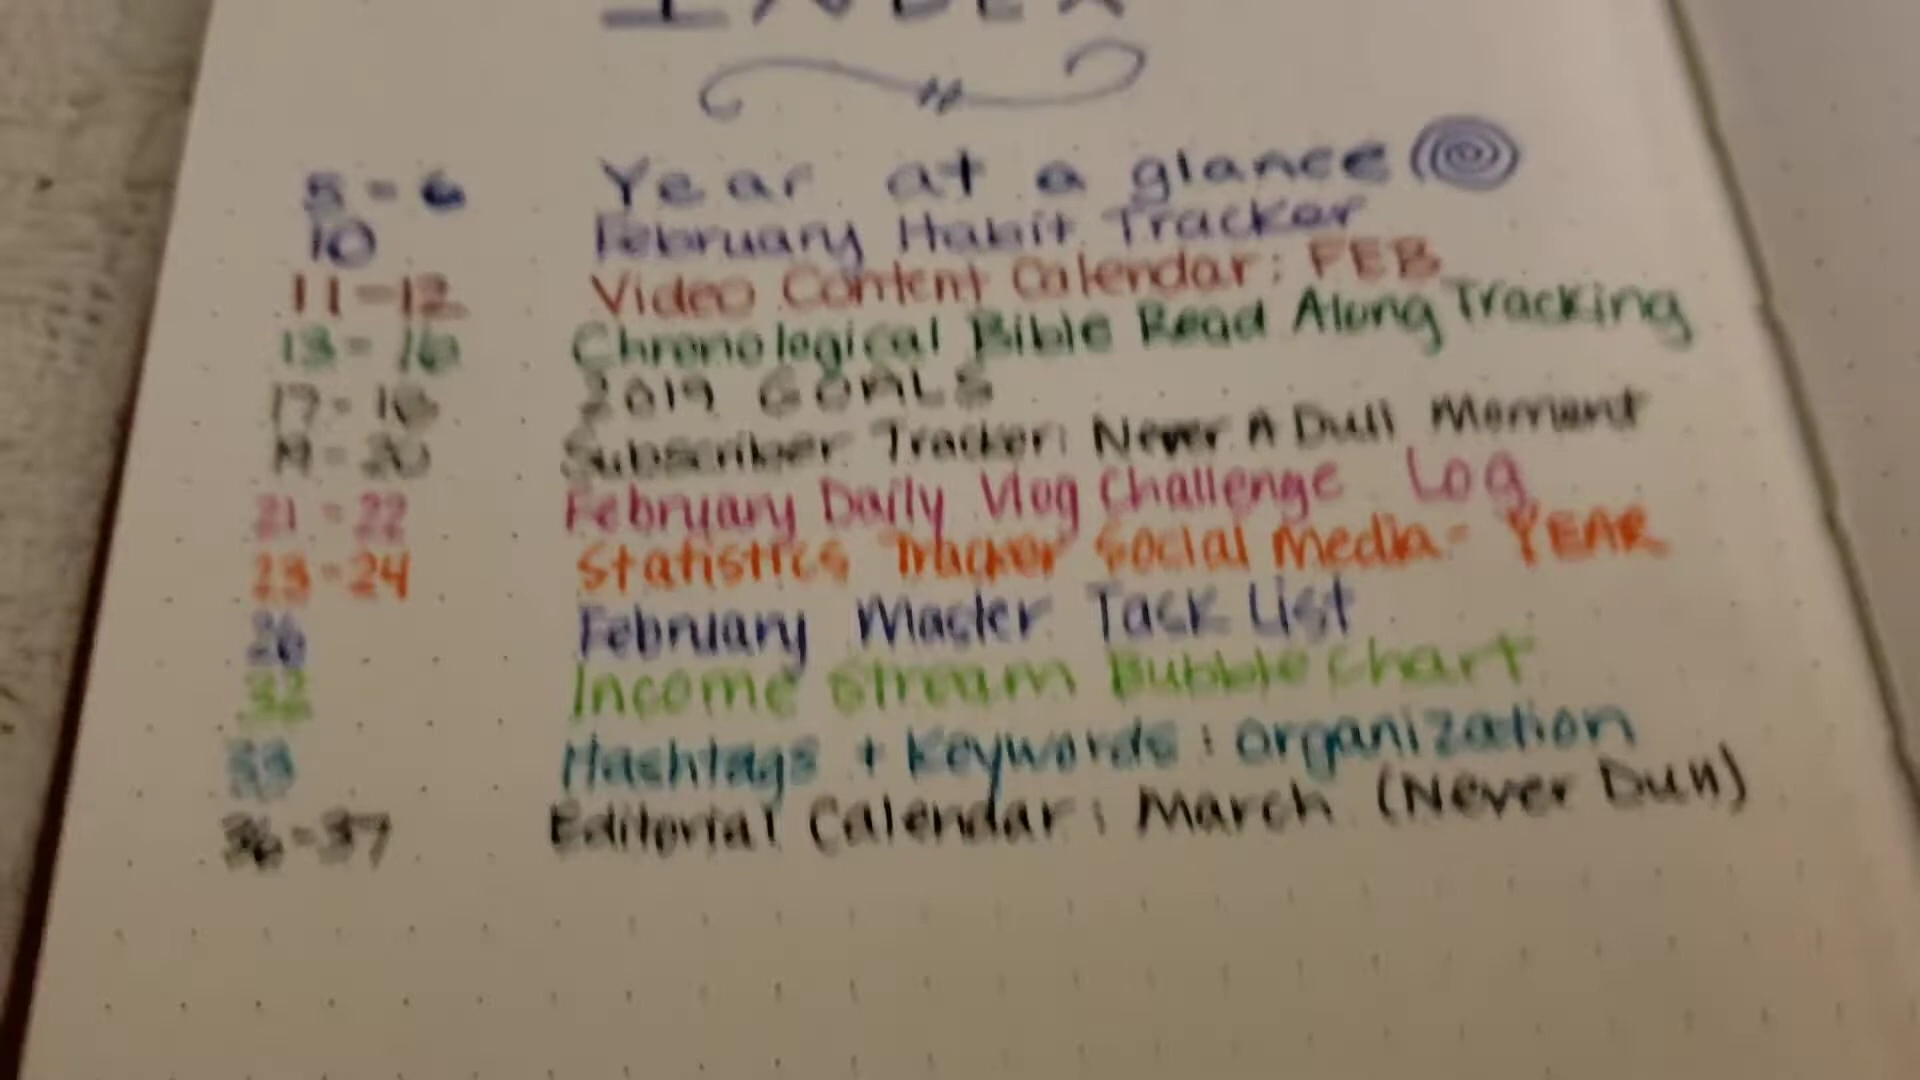 INDEX
5-6 Year at a glance
10 February Habit Tracker
11-12 Video Content Calendar: FEB
13-16 Chronological Bible Read Along Tracking
17-18 2019 GOALS
19-20 Subscriber Tracker: Never A Dull Moment
21-22 February Daily Vlog Challenge Log
23-24 Statistics Tracker Social Media - YEAR
26 February Master Task List
32 Income Stream Bubble Chart
33 Hashtags + Keywords: organization
36-37 Editorial Calendar: March (Never Dull)